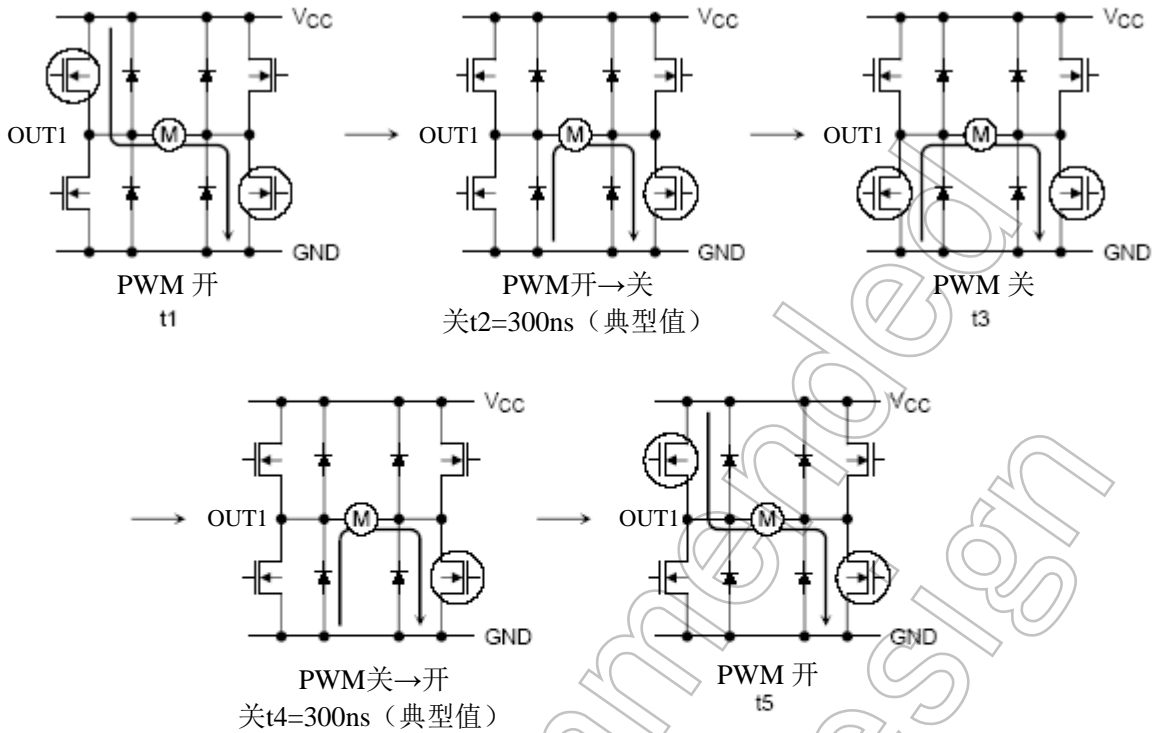 VCC VCC VCC
M M M
OUT1 OUT1 OUT1
GND GND GND
PWM 开 PWM开→关 PWM 关
t1 关t2=300ns（典型值） t3
VCC VCC
M M
OUT1 OUT1
GND GND
PWM关→开 PWM 开
关t4=300ns（典型值） t5